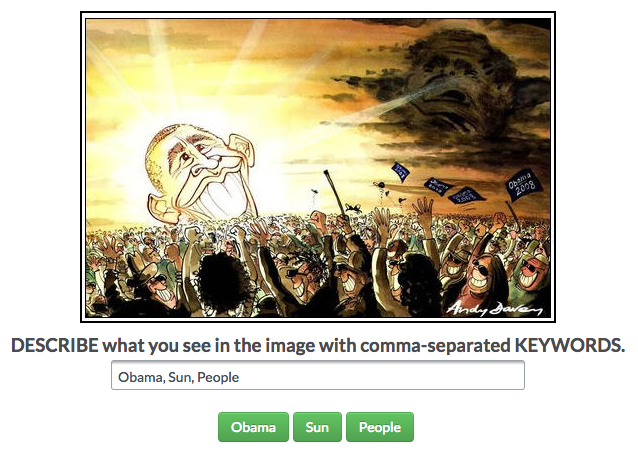 Obama
2008
Andy Davey
DESCRIBE what you see in the image with comma-separated KEYWORDS.
Obama, Sun, People
Obama
Sun
People